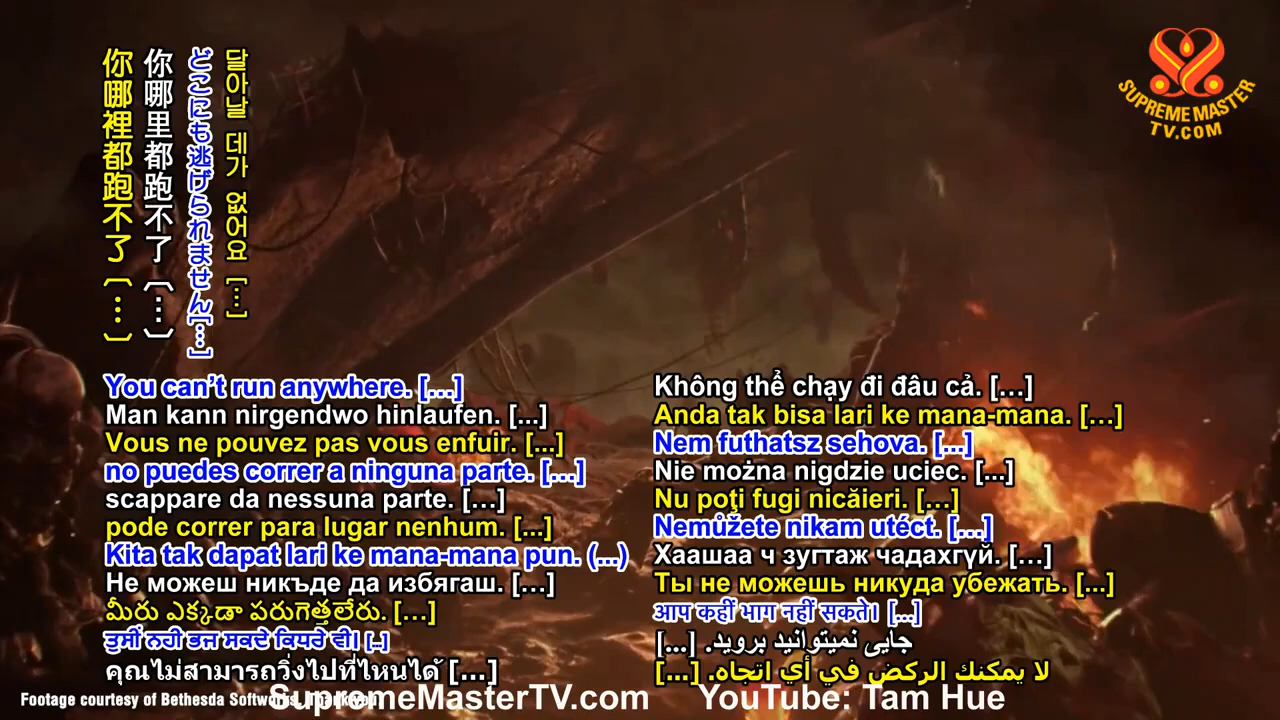 你哪裡都跑不了〔…〕
你哪里都跑不了〔…〕
どこにも逃げられません[…]
달아날 데가 없어요 […]
SUPREME MASTER
TV.COM
You can’t run anywhere. […]
Man kann nirgendwo hinlaufen. [...]
Vous ne pouvez pas vous enfuir. [...]
no puedes correr a ninguna parte. […]
scappare da nessuna parte. […]
pode correr para lugar nenhum. [...]
Kita tak dapat lari ke mana-mana pun. (...)
Не можеш никъде да избягаш. […]
మీరు ఎక్కడా పరుగెత్తలేరు. […]
ਤੁਸੀਂ ਨਹੀ ਭਜ ਸਕਦੇ ਕਿਧਰੇ ਵੀ। [...]
คุณไม่สามารถวิ่งไปที่ไหนได้ […]
Không thể chạy đi đâu cả. […]
Anda tak bisa lari ke mana-mana. […]
Nem futhatsz sehova. [...]
Nie można nigdzie uciec. [...]
Nu poţi fugi nicăieri. […]
Nemůžete nikam utéct. […]
Хаашаа ч зугтаж чадахгүй. […]
Ты не можешь никуда убежать. [...]
आप कहीं भाग नहीं सकते। [...]
جایی نمیتوانید بروید. [...]
لا يمكنك الركض في أي اتجاه. [...]
Footage courtesy of Bethesda Softworks
SupremeMasterTV.com YouTube: Tam Hue